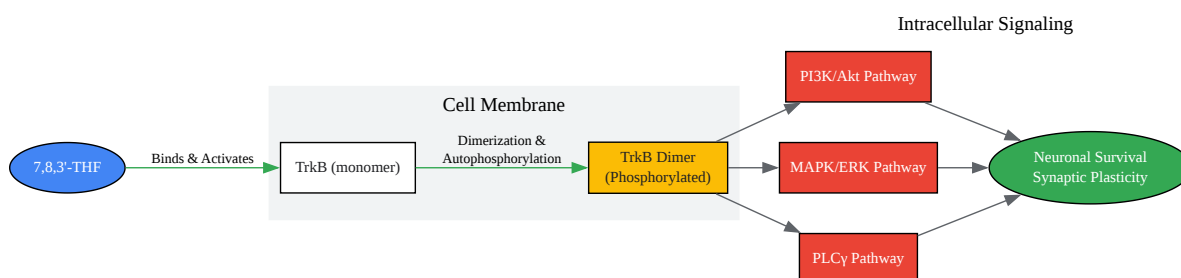 Intracellular Signaling
Cell Membrane
7,8,3'-THF
Binds & Activates
TrkB (monomer)
Dimerization &
Autophosphorylation
TrkB Dimer
(Phosphorylated)
PI3K/Akt Pathway
MAPK/ERK Pathway
PLCγ Pathway
Neuronal Survival
Synaptic Plasticity